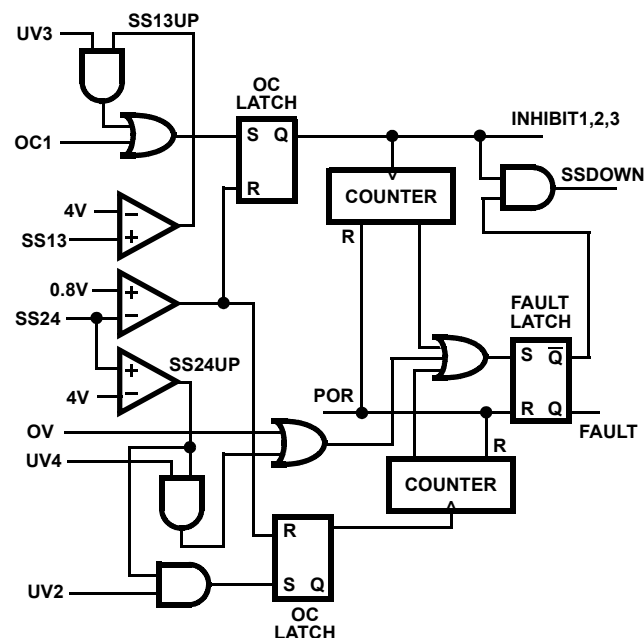 SS13UP
UV3
OC
LATCH
INHIBIT1,2,3
S Q
OC1
SSDOWN
R
COUNTER
4V
SS13
R
0.8V
FAULT
LATCH
SS24
S Q
SS24UP
POR
4V
R Q
OV
FAULT
R
UV4
COUNTER
R
UV2
S Q
OC
LATCH